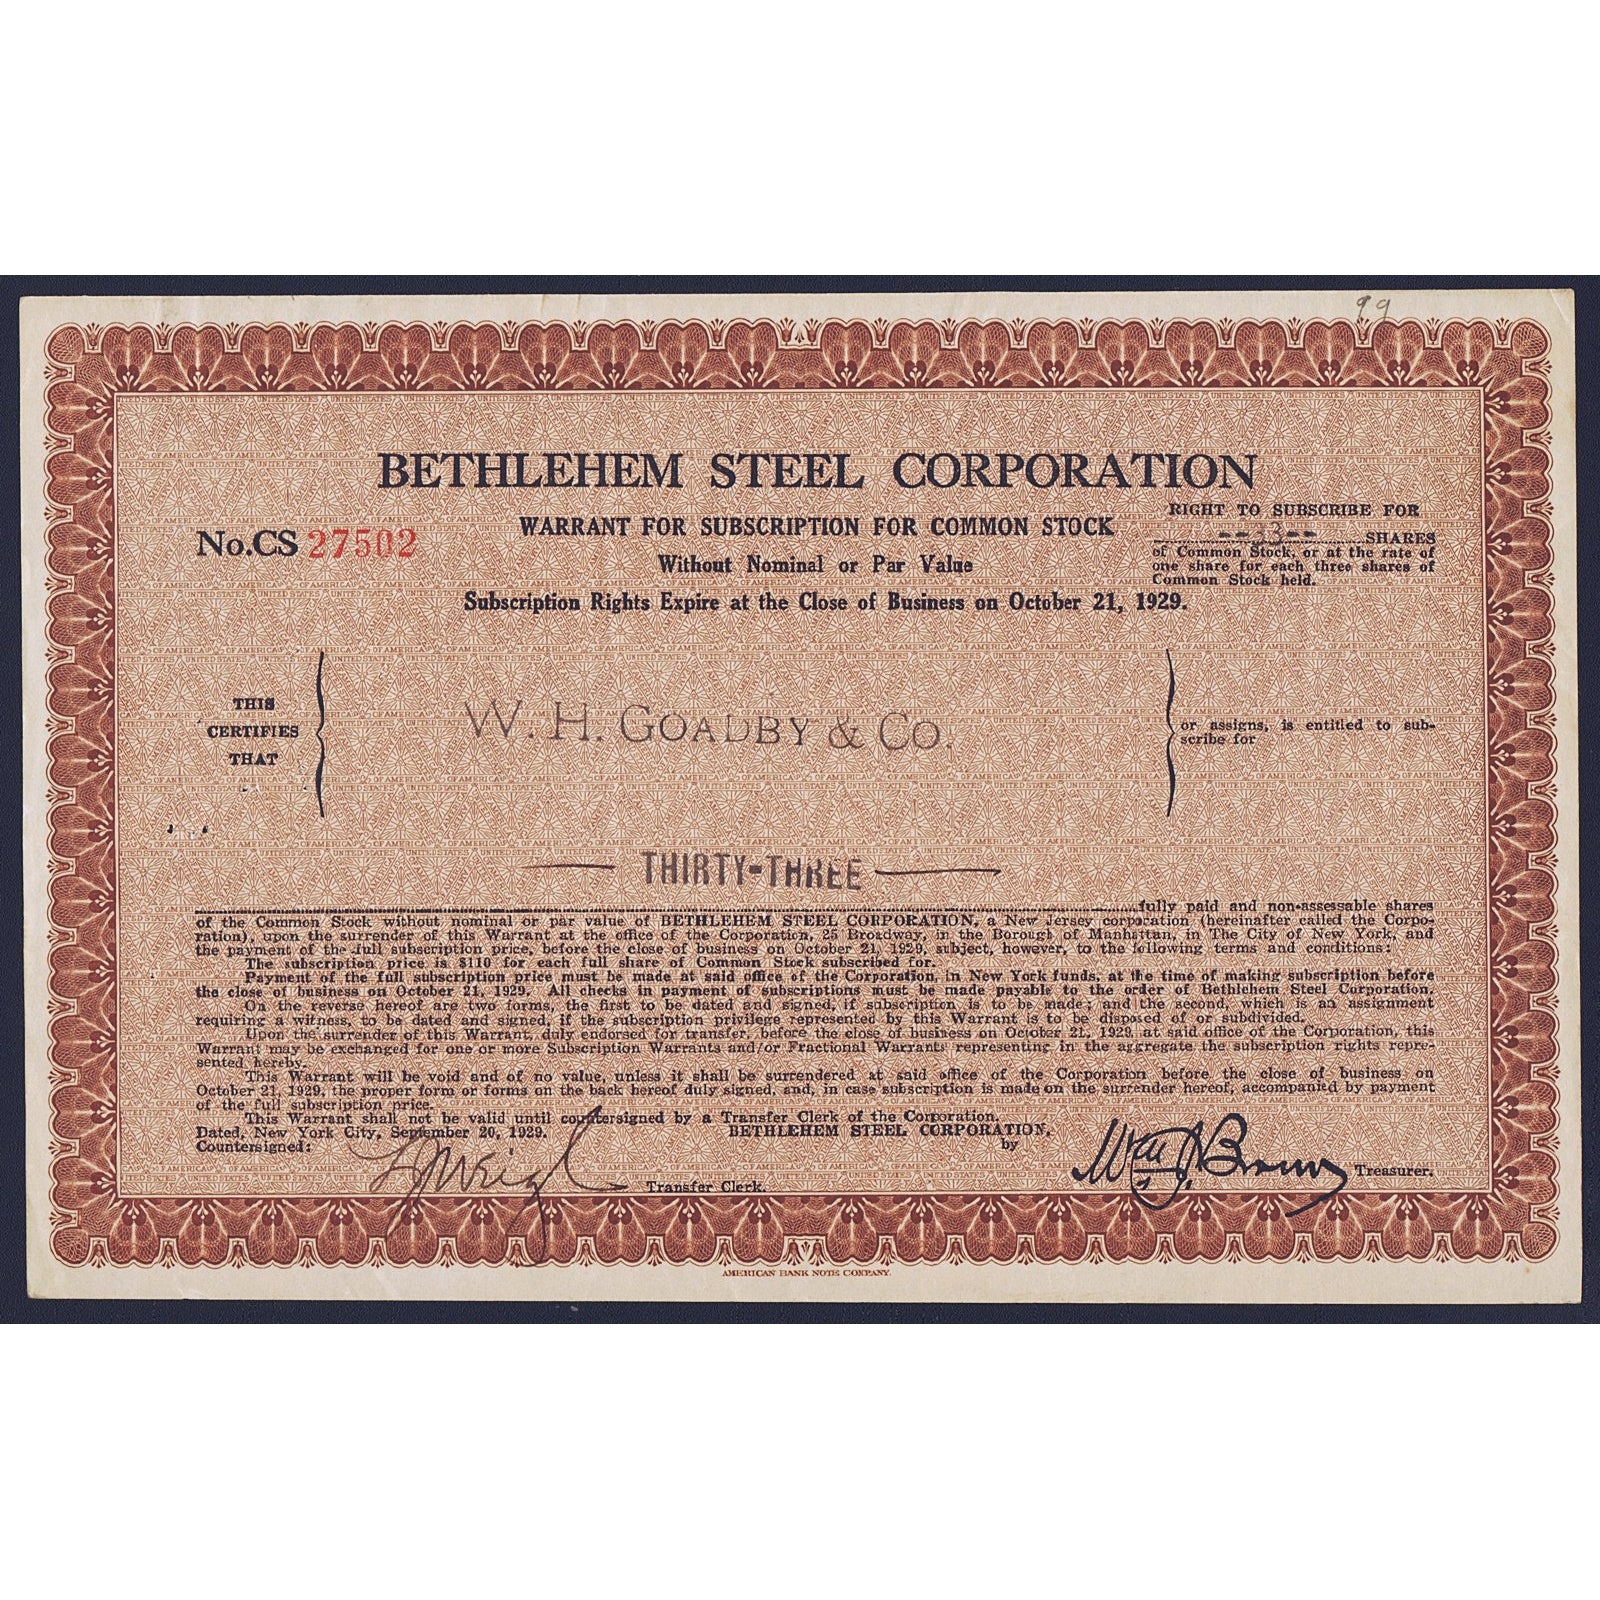 99
BETHLEHEM STEEL CORPORATION
No.CS 27502
WARRANT FOR SUBSCRIPTION FOR COMMON STOCK
Without Nominal or Par Value
Subscription Rights Expire at the Close of Business on October 21, 1929.
RIGHT TO SUBSCRIBE FOR
--33-- SHARES
of Common Stock, or at the rate of
one share for each three shares of
Common Stock held.
THIS
CERTIFIES
THAT
W. H. GOADBY & CO.
or assigns, is entitled to sub-
scribe for
THIRTY-THREE
fully paid and non-assessable shares
of the Common Stock without nominal or par value of BETHLEHEM STEEL CORPORATION, a New Jersey corporation (hereinafter called the Corpo-
ration), upon the surrender of this Warrant at the office of the Corporation, 25 Broadway, in the Borough of Manhattan, in The City of New York, and
the payment of the full subscription price, before the close of business on October 21, 1929, subject, however, to the following terms and conditions:
The subscription price is $110 for each full share of Common Stock subscribed for.
Payment of the full subscription price must be made at said office of the Corporation, in New York funds, at the time of making subscription before
the close of business on October 21, 1929. All checks in payment of subscriptions must be made payable to the order of Bethlehem Steel Corporation.
On the reverse hereof are two forms, the first to be dated and signed, if subscription is to be made; and the second, which is an assignment
requiring a witness, to be dated and signed, if the subscription privilege represented by this Warrant is to be disposed of or subdivided.
Upon the surrender of this Warrant, duly endorsed for transfer, before the close of business on October 21, 1929, at said office of the Corporation, this
Warrant may be exchanged for one or more Subscription Warrants and/or Fractional Warrants representing in the aggregate the subscription rights repre-
sented hereby.
This Warrant will be void and of no value, unless it shall be surrendered at said office of the Corporation before the close of business on
October 21, 1929, the proper form or forms on the back hereof duly signed, and, in case subscription is made on the surrender hereof, accompanied by payment
of the full subscription price.
This Warrant shall not be valid until countersigned by a Transfer Clerk of the Corporation.
Dated, New York City, September 20, 1929.
BETHLEHEM STEEL CORPORATION,
Countersigned:
by
Transfer Clerk.
Treasurer.
AMERICAN BANK NOTE COMPANY.